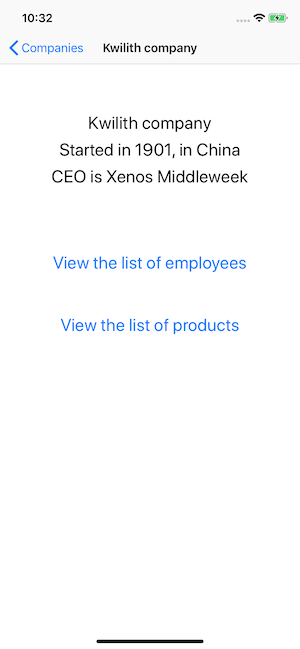 10:32
Companies Kwilith company
Kwilith company
Started in 1901, in China
CEO is Xenos Middleweek
View the list of employees
View the list of products